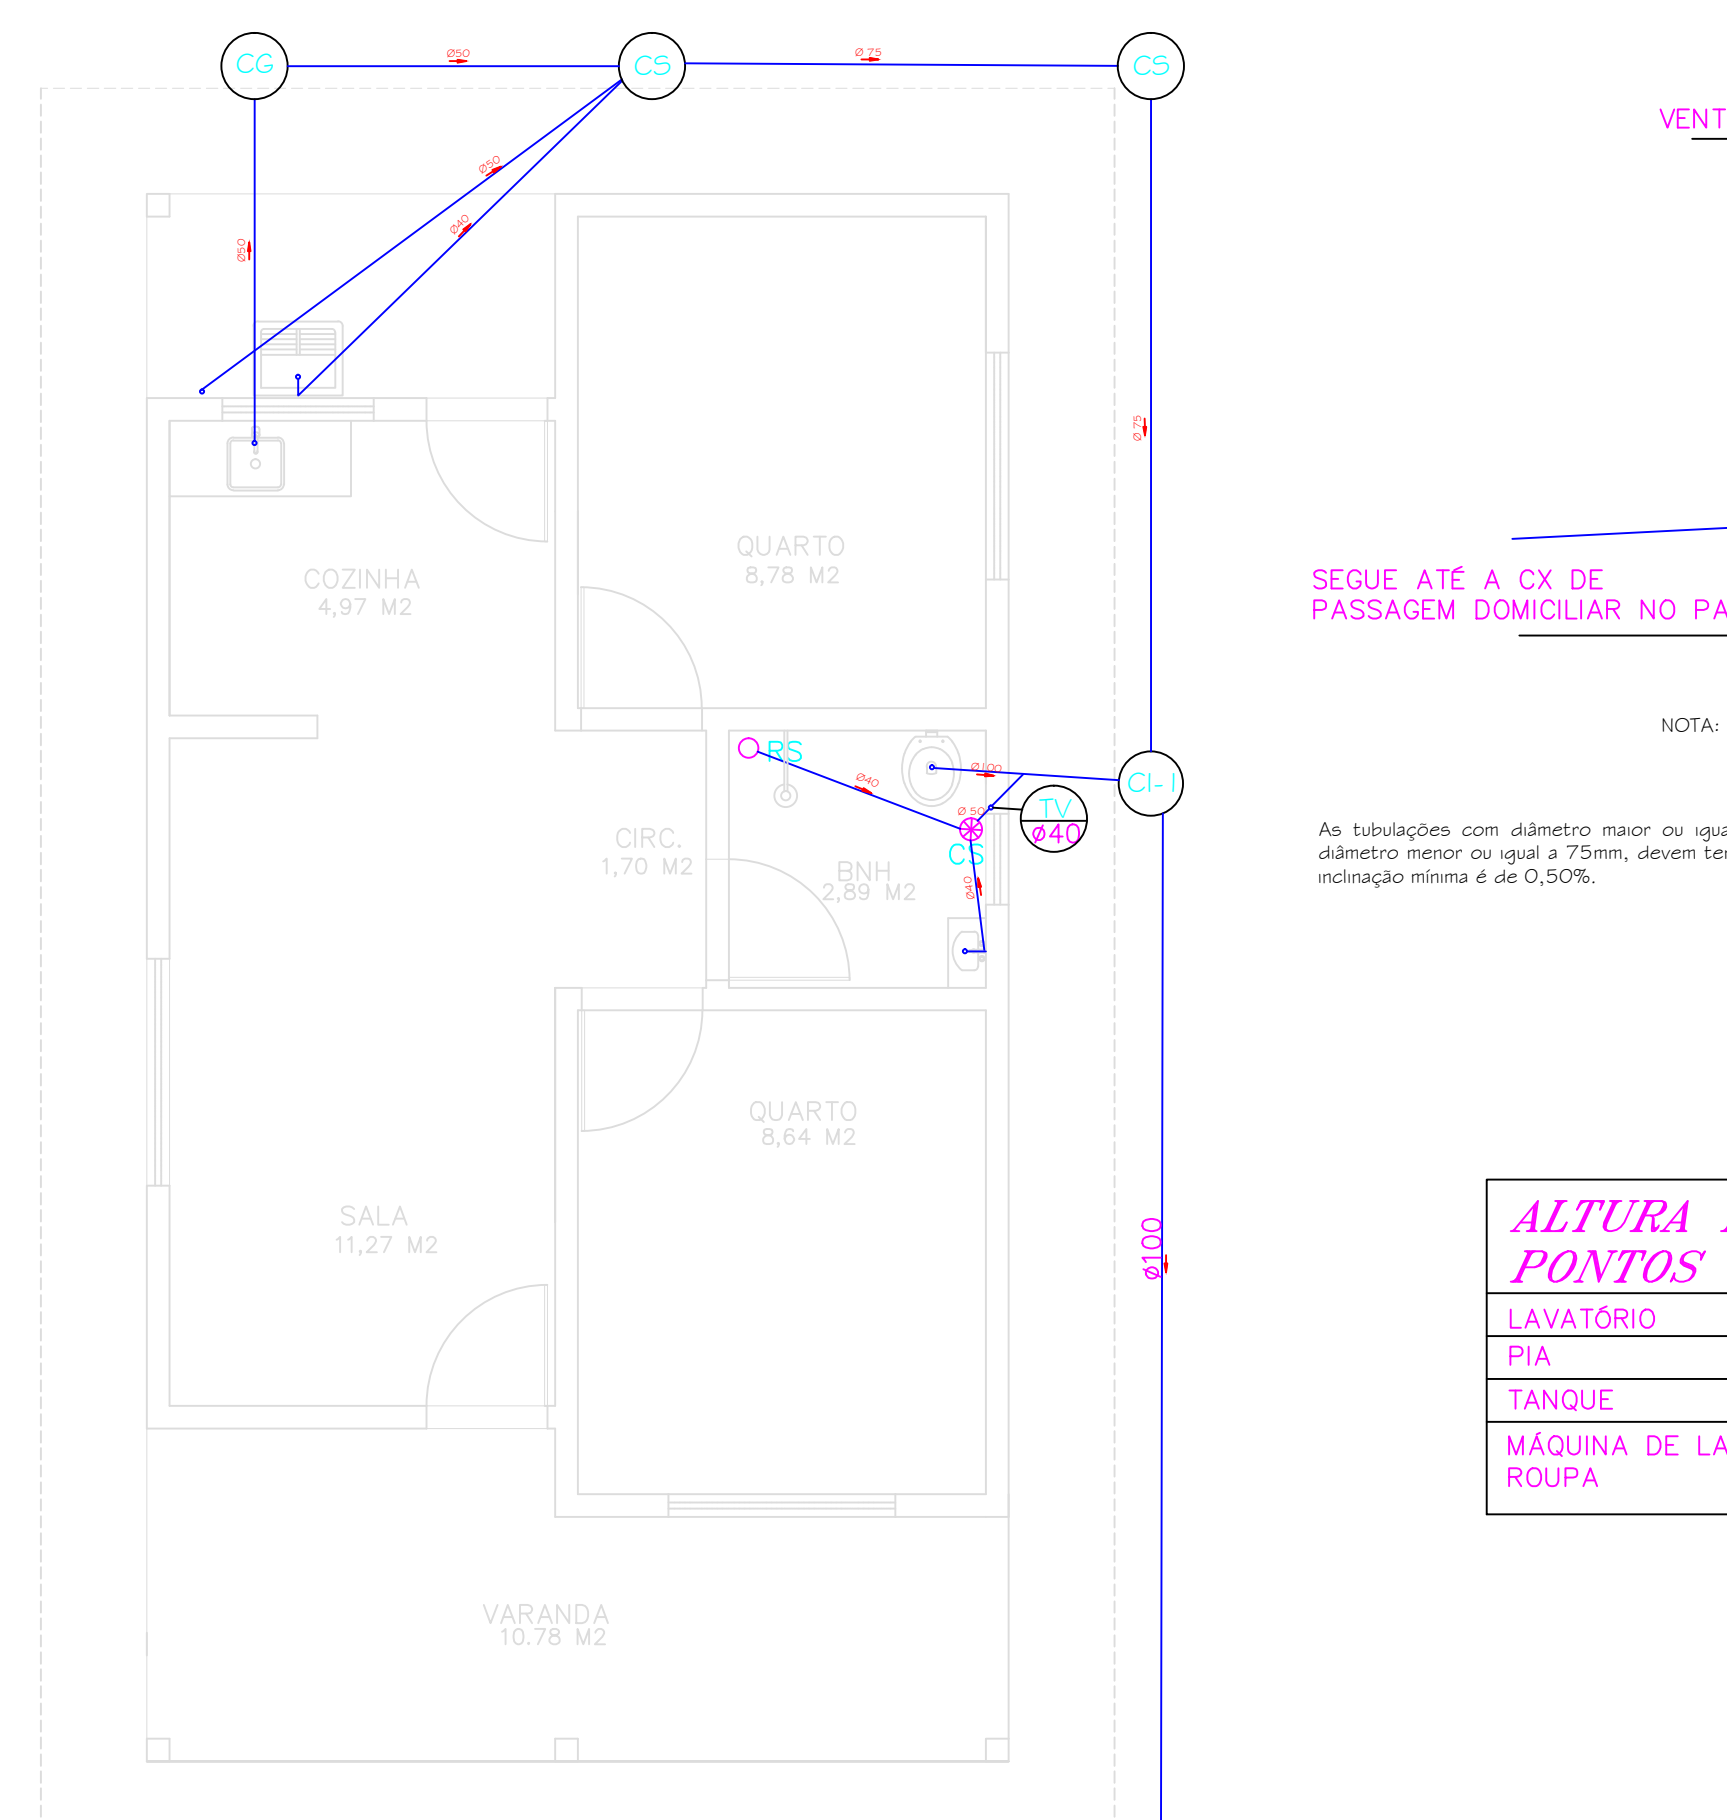 CG
Ø50
CS
Ø 75
CS
VENT
Ø50
Ø40
Ø50
Ø 75
QUARTO
8,78 M2
COZINHA
4,97 M2
SEGUE ATÉ A CX DE
PASSAGEM DOMICILIAR NO PA
NOTA:
RS
Ø40
Ø100
CI-1
Ø 50
TV
ø40
CS
CIRC.
1,70 M2
BNH
2,89 M2
Ø40
As tubulações com diâmetro maior ou igua
diâmetro menor ou igual a 75mm, devem ter
inclinação mínima é de 0,50%.
QUARTO
8,64 M2
SALA
11,27 M2
ø100
ALTURA
PONTOS
LAVATÓRIO
PIA
TANQUE
MÁQUINA DE LA
ROUPA
VARANDA
10.78 M2